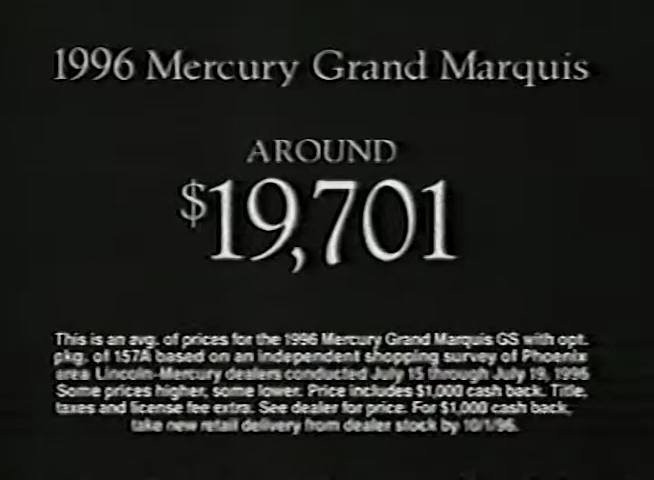 1996 Mercury Grand Marquis
AROUND
$19,701
This is an avg. of prices for the 1996 Mercury Grand Marquis GS with opt.
pkg. of 157A based on an independent shopping survey of Phoenix
area Lincoln-Mercury dealers conducted July 15 through July 19, 1996
Some prices higher, some lower. Price includes $1,000 cash back. Title,
taxes and license fee extra. See dealer for price. For $1,000 cash back,
take new retail delivery from dealer stock by 10/1/96.